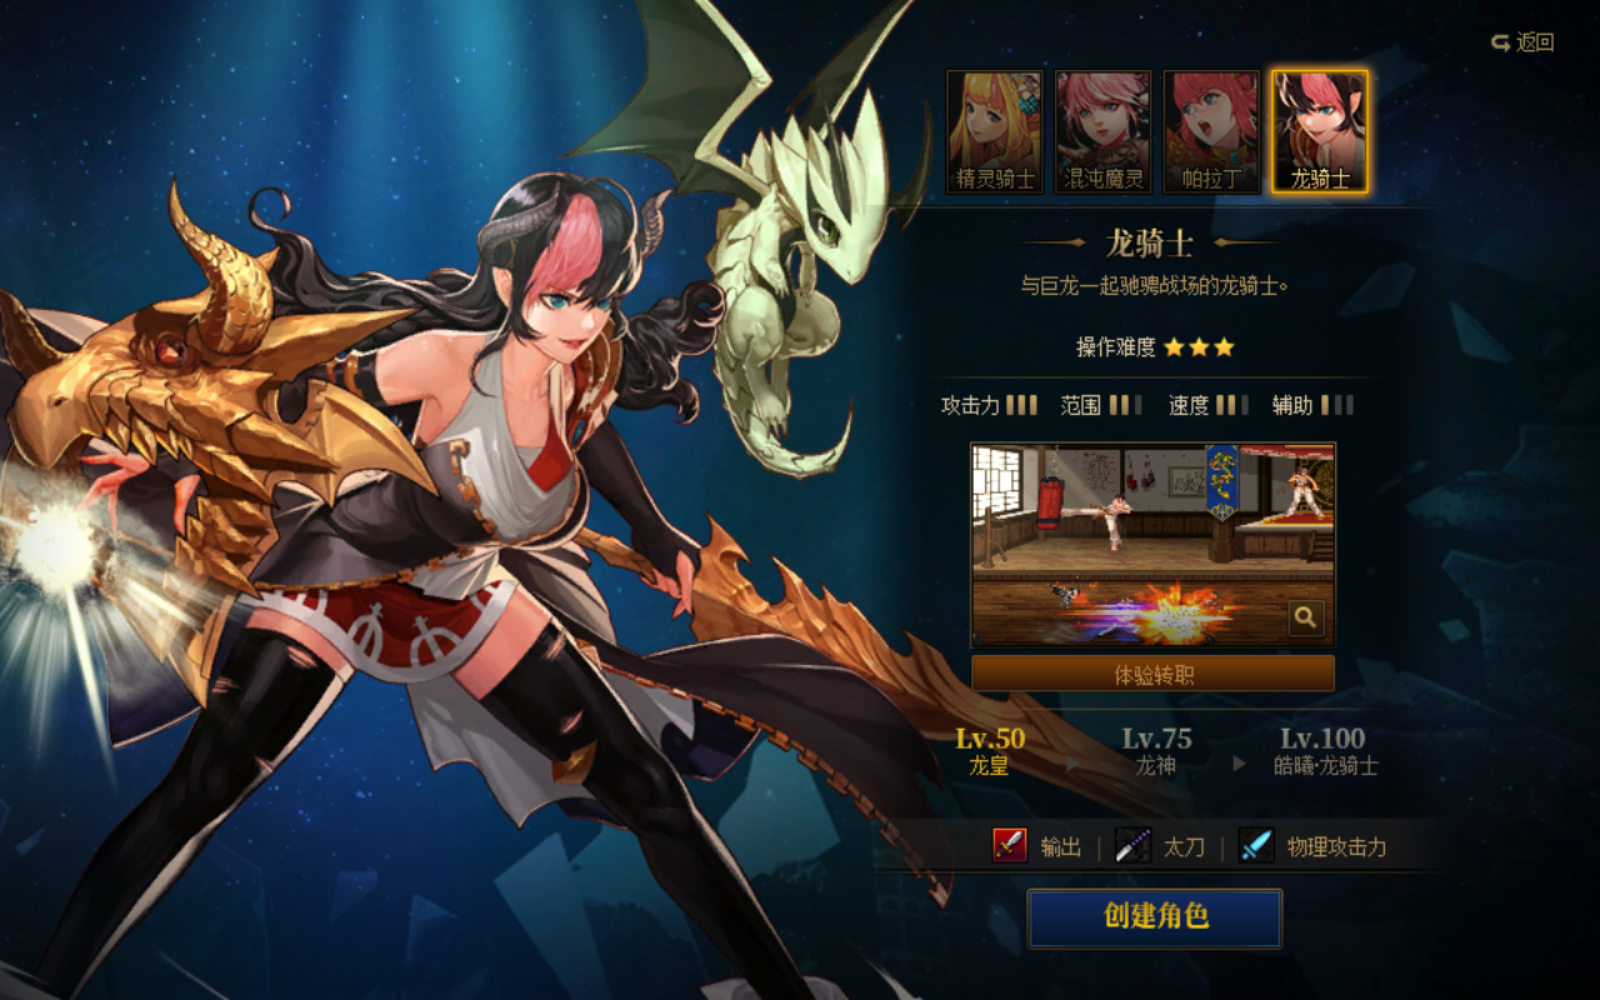 返回
精灵骑士
混沌魔灵
帕拉丁
龙骑士
龙骑士
与巨龙一起驰骋战场的龙骑士。
操作难度
攻击力 范围 速度 辅助
体验转职
Lv.50 Lv.75 Lv.100
龙皇 龙神 皓曦·龙骑士
输出 | 太刀 | 物理攻击力
创建角色